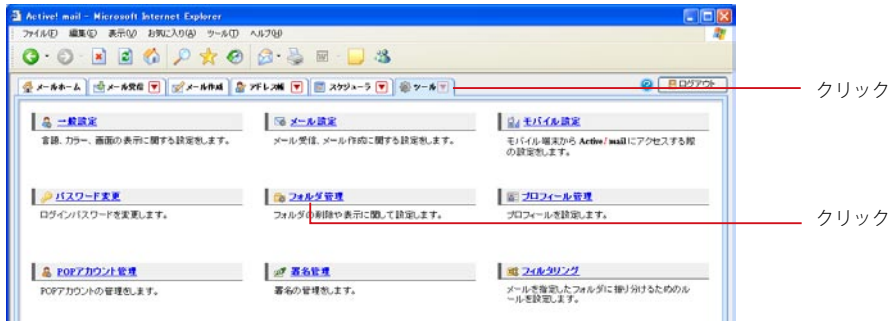 Active! mail - Microsoft Internet Explorer
ファイル(F) 編集(E) 表示(V) お気に入り(A) ツール(T) ヘルプ(H)
メールホーム メール受信 メール作成 アドレス帳 スケジューラ ツール ログアウト
クリック
一般設定 メール設定 モバイル設定
言語、カラー、画面の表示に関する設定をします。 メール受信、メール作成に関する設定をします。 モバイル端末から Active! mail にアクセスする際
の設定をします。
パスワード変更 フォルダ管理 プロフィール管理
ログインパスワードを変更します。 フォルダの削除や表示に関して設定します。 プロフィールを設定します。
クリック
POPアカウント管理 署名管理 フィルタリング
POPアカウントの管理をします。 署名の管理をします。 メールを指定したフォルダに振り分けるためのル
ールを設定します。